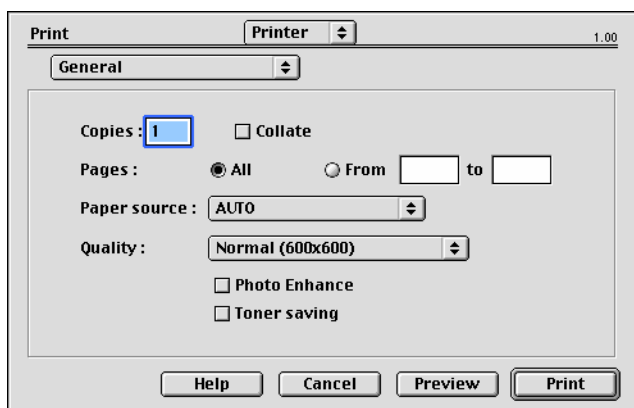 Print Printer 1.00
General
Copies : 1 Collate
Pages : All From to
Paper source : AUTO
Quality : Normal (600x600)
Photo Enhance
Toner saving
Help Cancel Preview Print